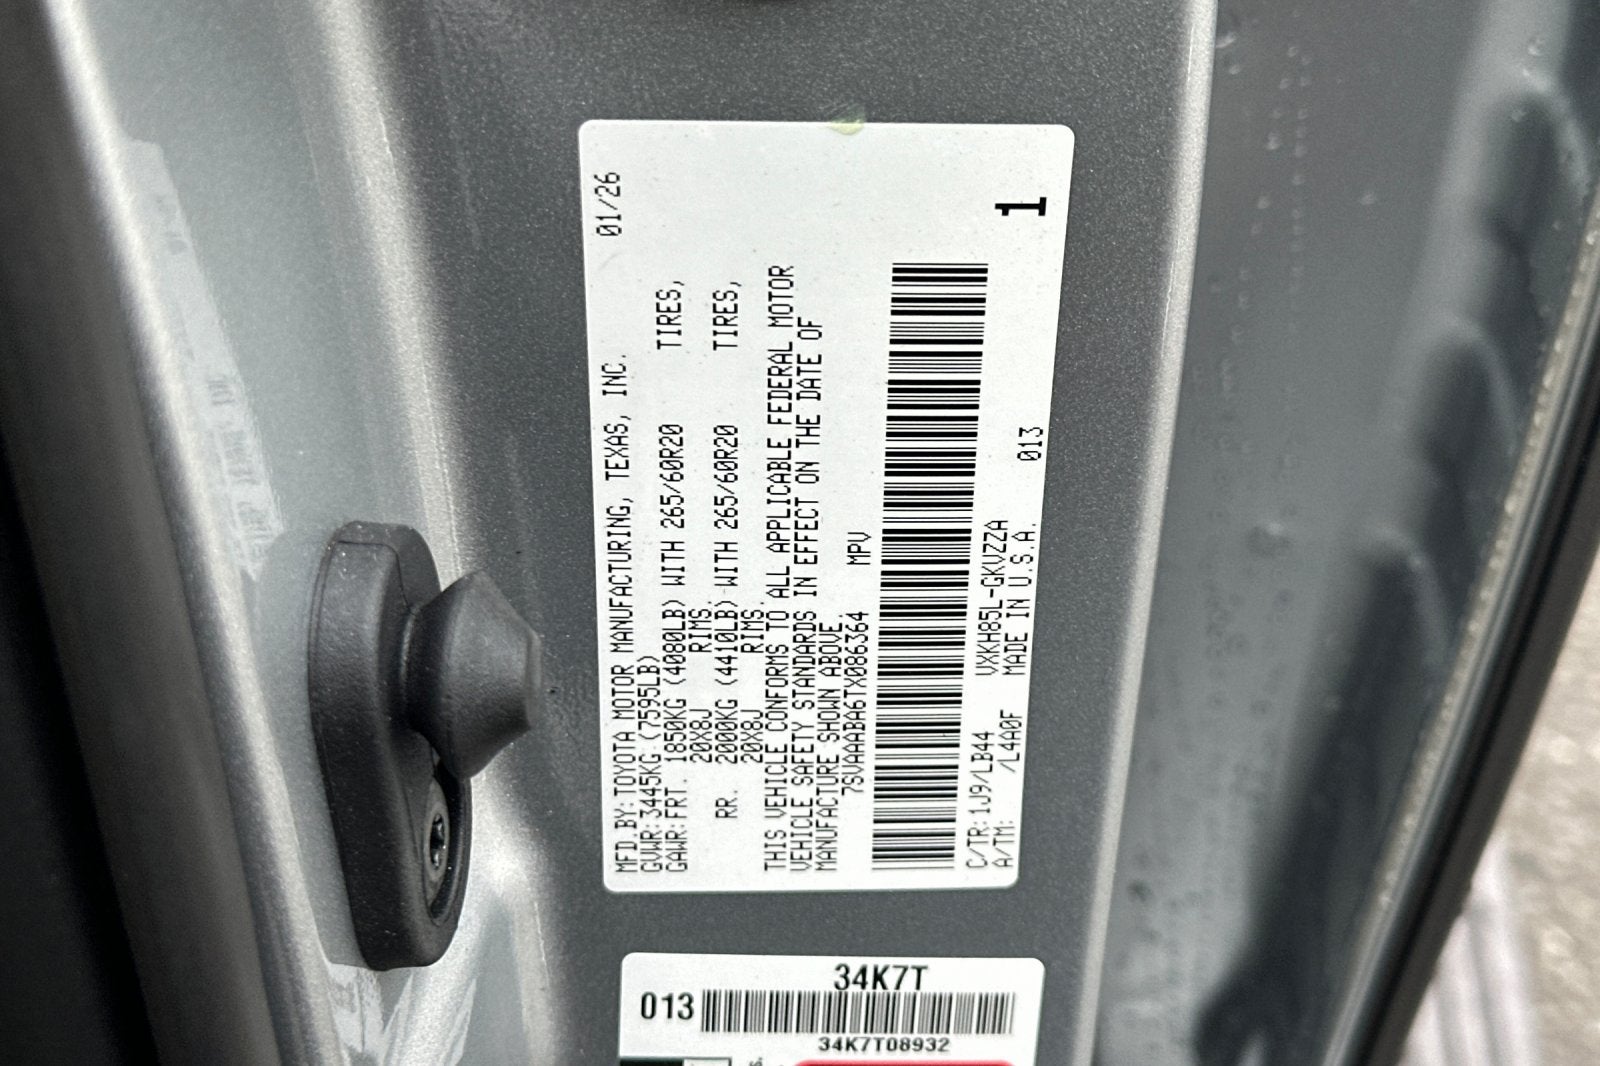 01/26
MFD.BY: TOYOTA MOTOR MANUFACTURING, TEXAS, INC.
GVWR:3445KG (7595LB)
GAWR:FRT. 1850KG (4080LB) WITH 265/60R20 TIRES,
20X8J RIMS.
RR. 2000KG (4410LB) WITH 265/60R20 TIRES,
20X8J RIMS.
THIS VEHICLE CONFORMS TO ALL APPLICABLE FEDERAL MOTOR
VEHICLE SAFETY STANDARDS IN EFFECT ON THE DATE OF
MANUFACTURE SHOWN ABOVE.
7SVAAABA6TX086364 MPV
C/TR:1J9/LB44 VXKH85L-GKVZZA
A/TM: /L4A0F MADE IN U.S.A. 013
1
34K7T
013
34K7T08932